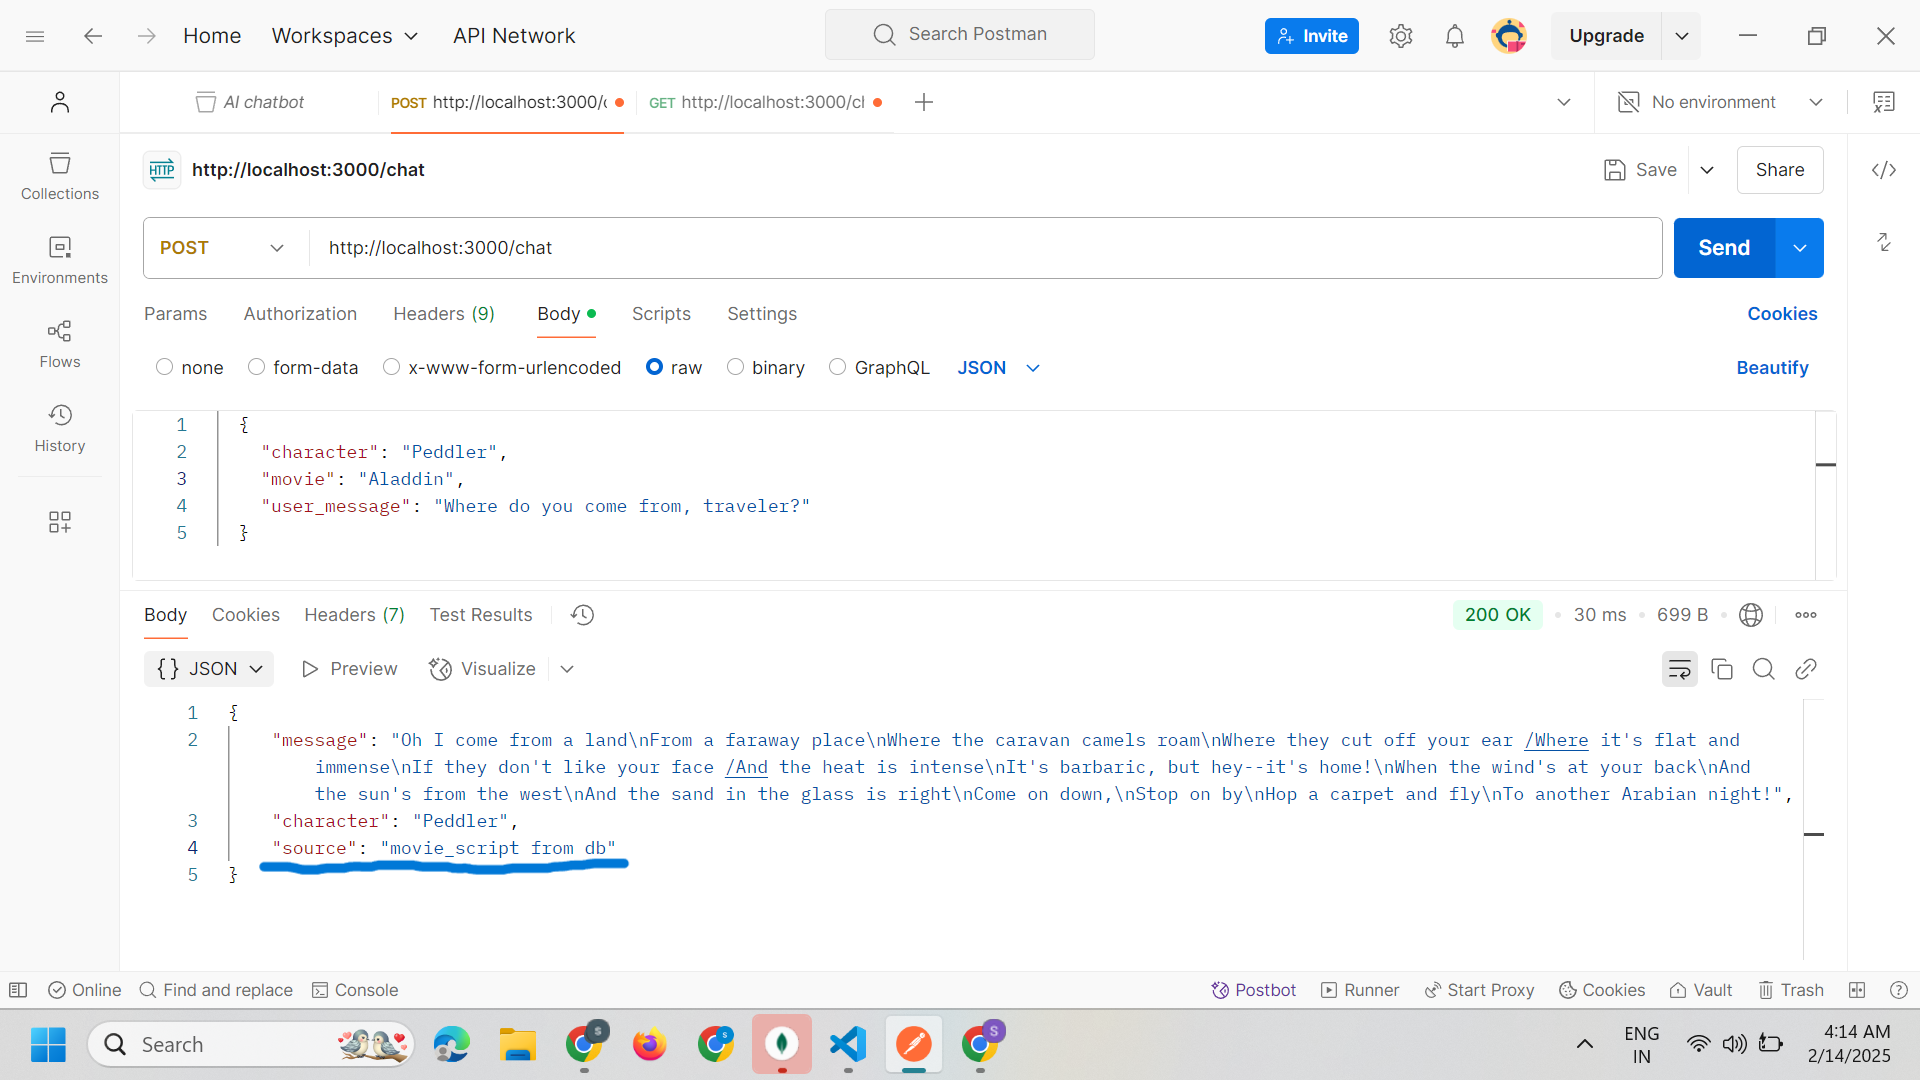 Home Workspaces API Network Search Postman Invite Upgrade
AI chatbot POST http://localhost:3000/c GET http://localhost:3000/cl No environment
HTTP http://localhost:3000/chat Save Share
POST http://localhost:3000/chat Send
Params Authorization Headers (9) Body Scripts Settings Cookies
none form-data x-www-form-urlencoded raw binary GraphQL JSON Beautify
Collections
Environments
Flows
History
1 {
2 "character": "Peddler",
3 "movie": "Aladdin",
4 "user_message": "Where do you come from, traveler?"
5 }
Body Cookies Headers (7) Test Results 200 OK 30 ms 699 B
{} JSON Preview Visualize
1 {
2 "message": "Oh I come from a land\nFrom a faraway place\nWhere the caravan camels roam\nWhere they cut off your ear /Where it's flat and
immense\nIf they don't like your face /And the heat is intense\nIt's barbaric, but hey--it's home!\nWhen the wind's at your back\nAnd
the sun's from the west\nAnd the sand in the glass is right\nCome on down,\nStop on by\nHop a carpet and fly\nTo another Arabian night!",
3 "character": "Peddler",
4 "source": "movie_script from db"
5 }
Online Find and replace Console Postbot Runner Start Proxy Cookies Vault Trash
Search S S S ENG
IN
4:14 AM
2/14/2025